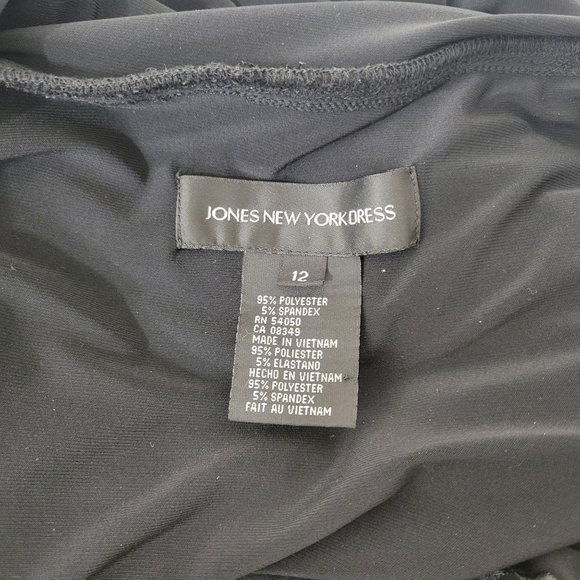 JONES NEW YORK DRESS
12
95% POLYESTER
5% SPANDEX
RN 54050
CA 08349
MADE IN VIETNAM
95% POLIESTER
5% ELASTANO
HECHO EN VIETNAM
95% POLYESTER
5% SPANDEX
FAIT AU VIETNAM